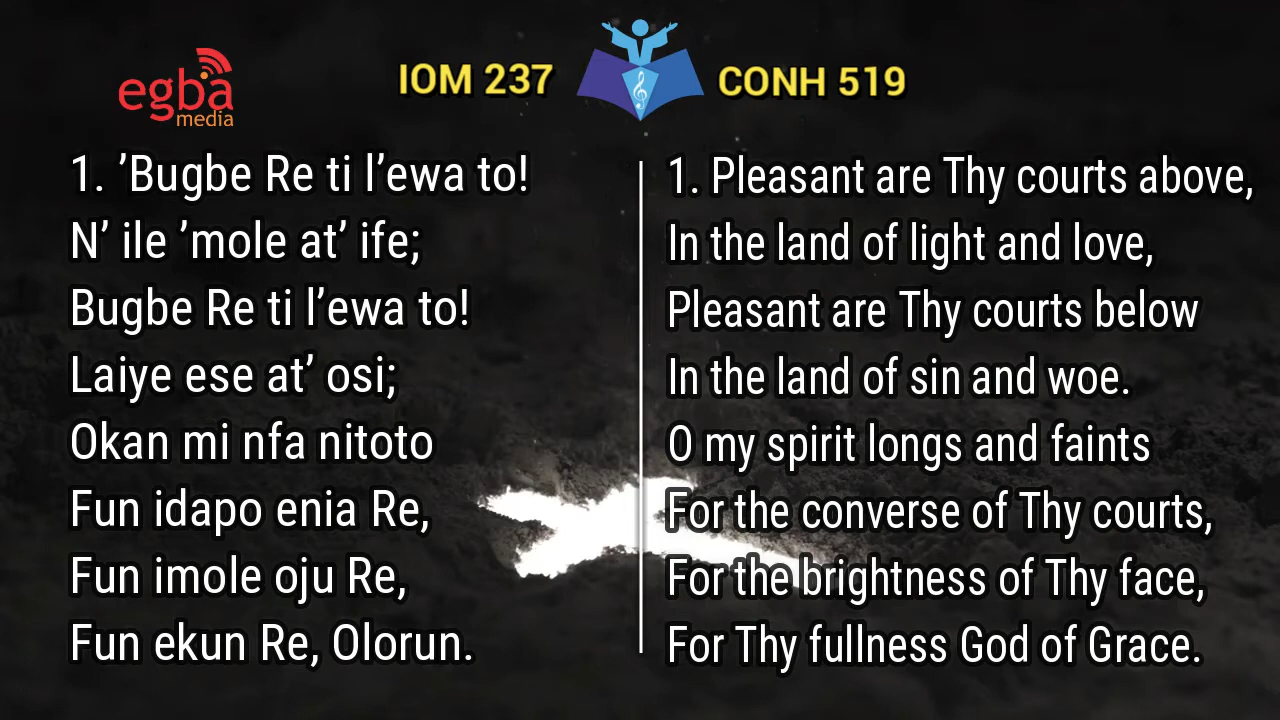 egba
media
IOM 237
CONH 519
1. ’Bugbe Re ti l’ewa to!
N’ ile ’mole at’ ife;
Bugbe Re ti l’ewa to!
Laiye ese at’ osi;
Okan mi nfa nitoto
Fun idapo enia Re,
Fun imole oju Re,
Fun ekun Re, Olorun.
1. Pleasant are Thy courts above,
In the land of light and love,
Pleasant are Thy courts below
In the land of sin and woe.
O my spirit longs and faints
For the converse of Thy courts,
For the brightness of Thy face,
For Thy fullness God of Grace.